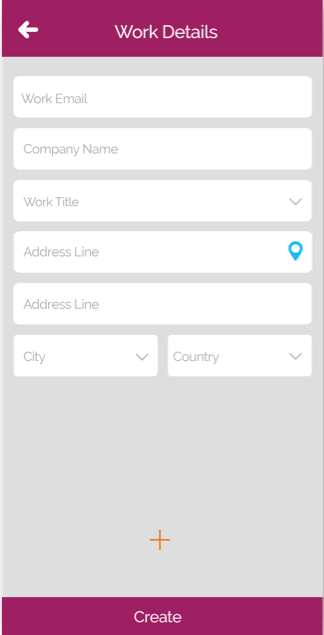 Work Details
Work Email
Company Name
Work Title
Address Line
Address Line
City Country
Create